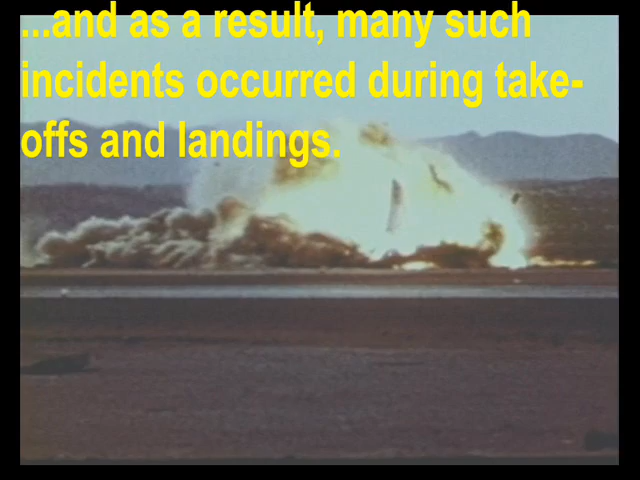 ...and as a result, many such
incidents occurred during take-
offs and landings.